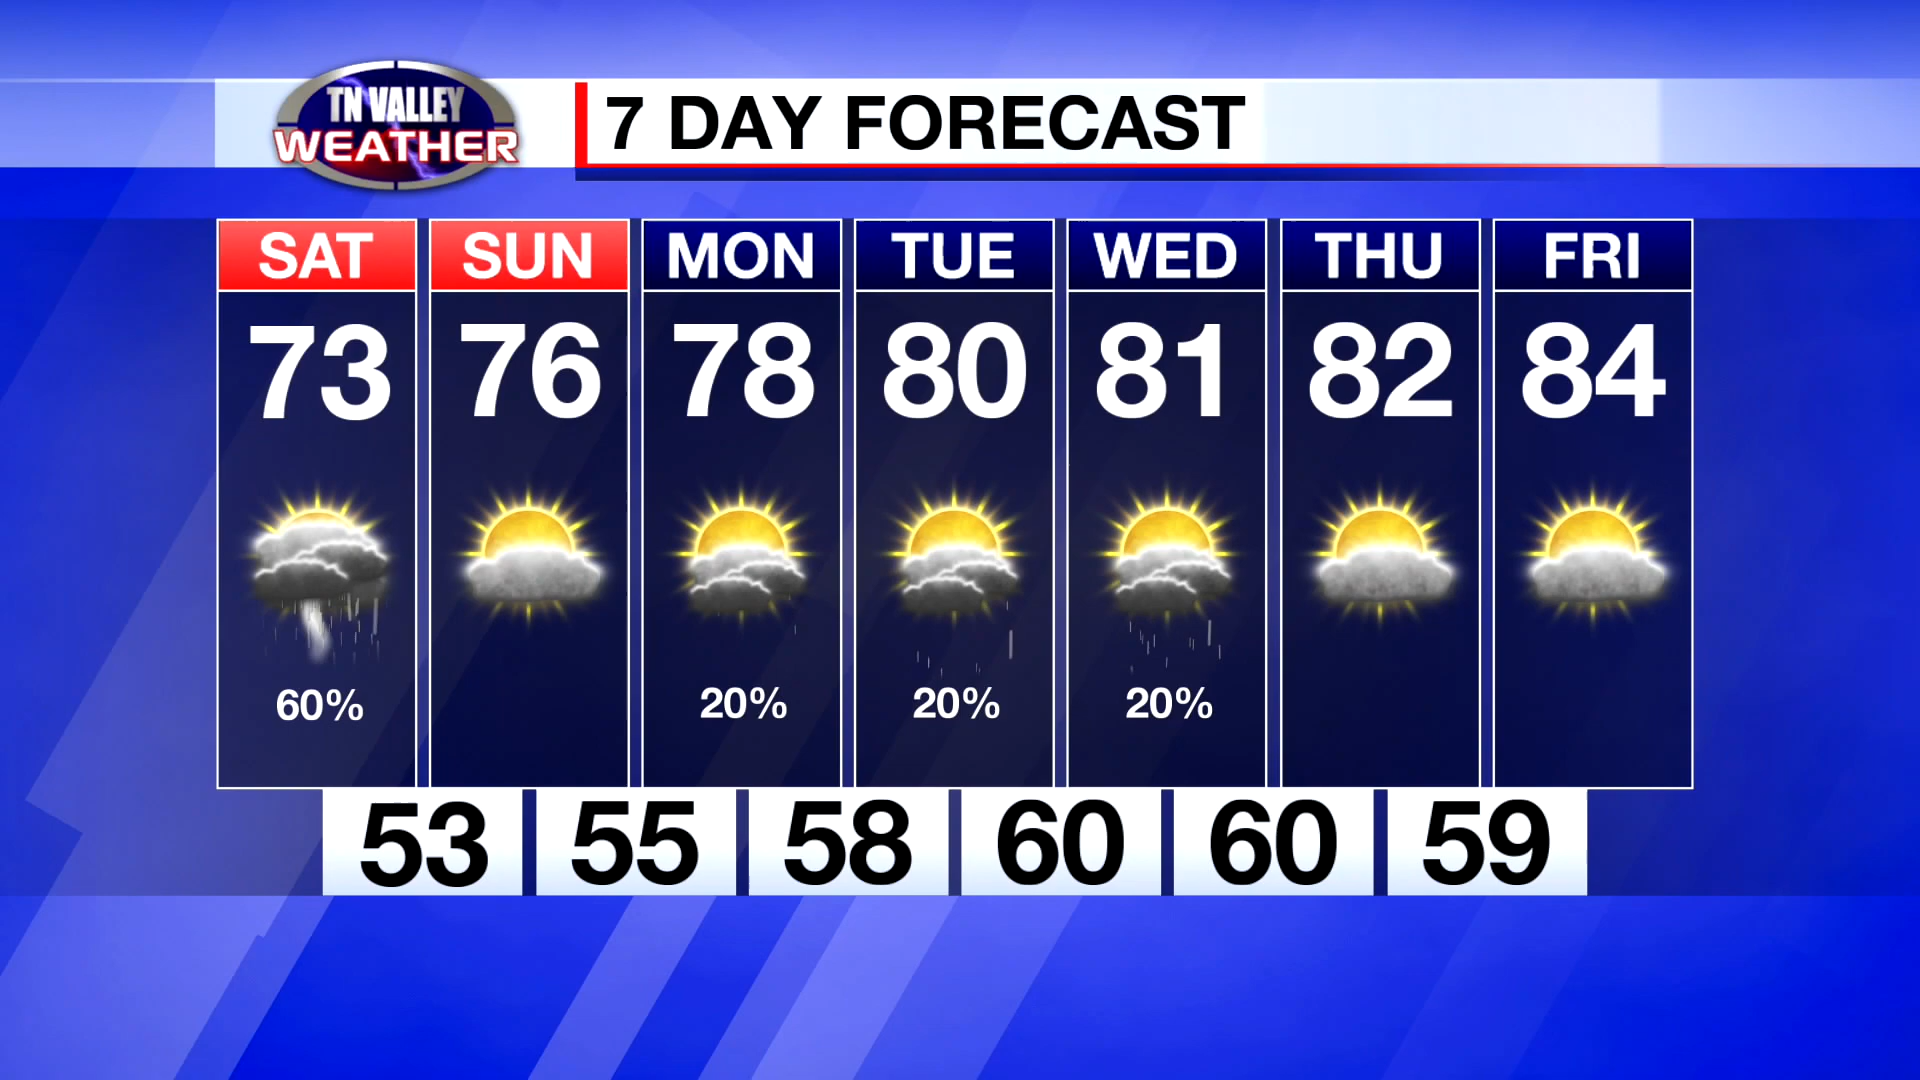 TN VALLEY
WEATHER
7 DAY FORECAST
SAT SUN MON TUE WED THU FRI
73 76 78 80 81 82 84
60% 20% 20% 20%
53 55 58 60 60 59